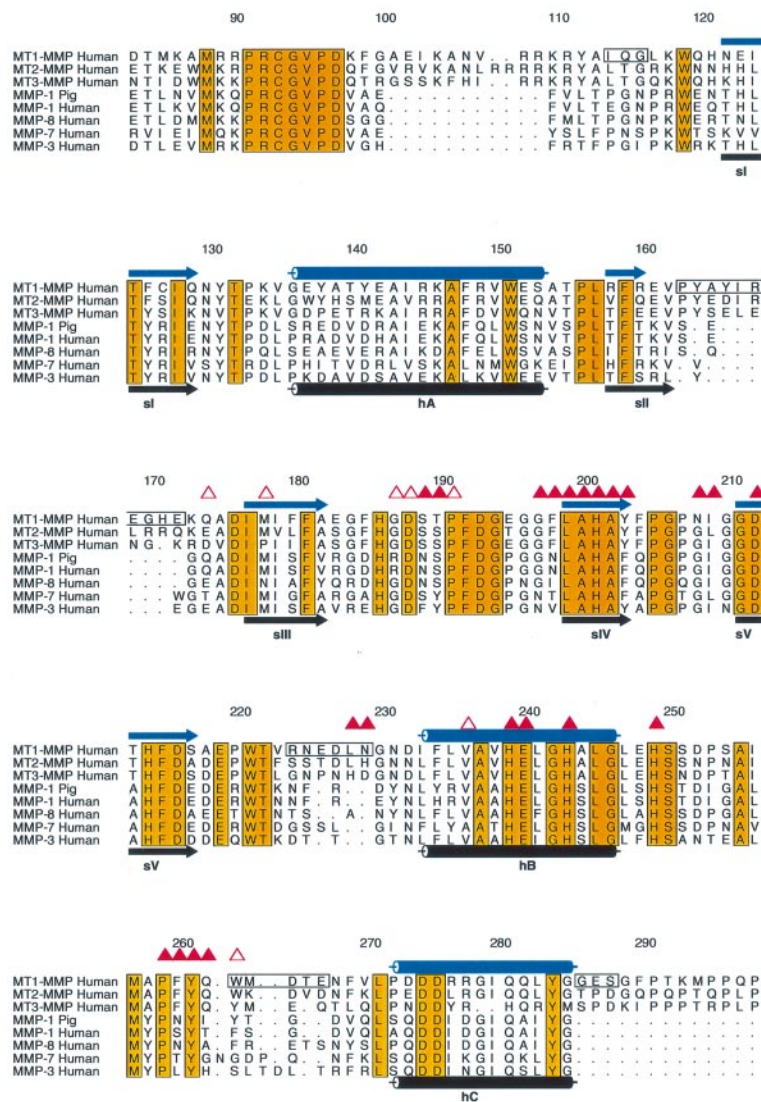 90 100 110 120
MT1-MMP Human D T M K A M R R P R C G V P D K F G A E I K A N V . . R R K R Y A I Q G L K W Q H N E I
MT2-MMP Human E T K E W M K R P R C G V P D Q F G V R V K A N L R R R R K R Y A L T G R K W N N H H L
MT3-MMP Human N T I D W M K K P R C G V P D Q T R G S S K F H I . R R K R Y A L T G Q K W Q H K H I
MMP-1 Pig E T L N V M K Q P R C G V P D V A E . . . . . . . . . . F V L T P G N P R W E N T H L
MMP-1 Human E T L K V M K Q P R C G V P D V A Q . . . . . . . . . . F V L T E G N P R W E Q T H L
MMP-8 Human E T L D M M K K P R C G V P D S G G . . . . . . . . . . F M L T P G N P K W E R T N L
MMP-7 Human R V I E I M Q K P R C G V P D V A E . . . . . . . . . . Y S L F P N S P K W T S K V V
MMP-3 Human D T L E V M R K P R C G V P D V G H . . . . . . . . . . F R T F P G I P K W R K T H L
sI
130 140 150 160
MT1-MMP Human T F C I Q N Y T P K V G E Y A T Y E A I R K A F R V W E S A T P L R F R E V P Y A Y I R
MT2-MMP Human T F S I Q N Y T E K L G W Y H S M E A V R R A F R V W E Q A T P L V F Q E V P Y E D I R
MT3-MMP Human T Y S I K N V T P K V G D P E T R K A I R R A F D V W Q N V T P L T F E E V P Y S E L E
MMP-1 Pig T Y R I E N Y T P D L S R E D V D R A I E K A F Q L W S N V S P L T F T K V S . E . . .
MMP-1 Human T Y R I E N Y T P D L P R A D V D H A I E K A F Q L W S N V T P L T F T K V S . E . . .
MMP-8 Human T Y R I R N Y T P Q L S E A E V E R A I K D A F E L W S V A S P L I F T R I S . Q . . .
MMP-7 Human T Y R I V S Y T R D L P H I T V D R L V S K A L N M W G K E I P L H F R K V . V . . . .
MMP-3 Human T Y R I V N Y T P D L P K D A V D S A V E K A L K V W E E V T P L T F S R L . Y . . . .
sI hA sII
170 180 190 200 210
MT1-MMP Human E G H E K Q A D I M I F F A E G F H G D S T P F D G E G G F L A H A Y F P G P N I G G D
MT2-MMP Human L R R Q K E A D I M V L F A S G F H G D S S P F D G T G G F L A H A Y F P G P G L G G D
MT3-MMP Human N G . K R D V D I P I I F A S G F H G D S S P F D G E G G F L A H A Y F P G P G I G G D
MMP-1 Pig . . . G Q A D I M I S F V R G D H R D N S P F D G P G G N L A H A F Q P G P G I G G D
MMP-1 Human . . . G Q A D I M I S F V R G D H R D N S P F D G P G G N L A H A F Q P G P G I G G D
MMP-8 Human . . . G E A D I N I A F Y Q R D H G D N S P F D G P N G I L A H A F Q P G Q G I G G D
MMP-7 Human . . . W G T A D I M I G F A R G A H G D S Y P F D G P G N T L A H A F A P G T G L G G D
MMP-3 Human . . . E G E A D I M I S F A V R E H G D F Y P F D G P G N V L A H A Y A P G P G I N G D
sIII sIV sV
220 230 240 250
MT1-MMP Human T H F D S A E P W T V R N E D L N G N D I F L V A V H E L G H A L G L E H S S D P S A I
MT2-MMP Human T H F D A D E P W T F S S T D L H G N N L F L V A V H E L G H A L G L E H S S N P N A I
MT3-MMP Human T H F D S D E P W T L G N P N H D G N D L F L V A V H E L G H A L G L E H S N D P T A I
MMP-1 Pig A H F D E D E R W T K N F . R . . D Y N L Y R V A A H E L G H S L G L S H S T D I G A L
MMP-1 Human A H F D E D E R W T N N F . R . . E Y N L H R V A A H E L G H S L G L S H S T D I G A L
MMP-8 Human A H F D A E E T W T N T S . A . N Y N L F L V A A H E F G H S L G L A H S S D P G A L
MMP-7 Human A H F D E D E R W T D G S S L . G I N F L Y A A T H E L G H S L G M G H S S D P N A V
MMP-3 Human A H F D D D E Q W T K D T . T . G T N L F L V A A H E I G H S L G L F H S A N T E A L
sV hB
260 270 280 290
MT1-MMP Human M A P F Y Q . W M . . D T E N F V L P D D D R R G I Q Q L Y G G E S G F P T K M P P Q P
MT2-MMP Human M A P F Y Q . W K . . D V D N F K L P E D D L R G I Q Q L Y G T P D G Q P Q P T Q P L P
MT3-MMP Human M A P F Y Q . Y M . . E . Q T L Q L P N D D Y R . . H Q R Y M S P D K I P P P T R P L P
MMP-1 Pig M Y P N Y I . . Y T . . G . . D V Q L S Q D D I D G I Q A I Y G . . . . . . . . . . . . .
MMP-1 Human M Y P S Y T . F S . . G . . D V Q L A Q D D I D G I Q A I Y G . . . . . . . . . . . . .
MMP-8 Human M Y P N Y A . F R . . E T S N Y S L P Q D D I D G I Q A I Y G . . . . . . . . . . . . .
MMP-7 Human M Y P T Y G N G D P . Q . . N F K L S Q D D I K G I Q K L Y G . . . . . . . . . . . . .
MMP-3 Human M Y P L Y H . S L T D L . T R F R L S Q D D I N G I Q S L Y G . . . . . . . . . . . . .
hC